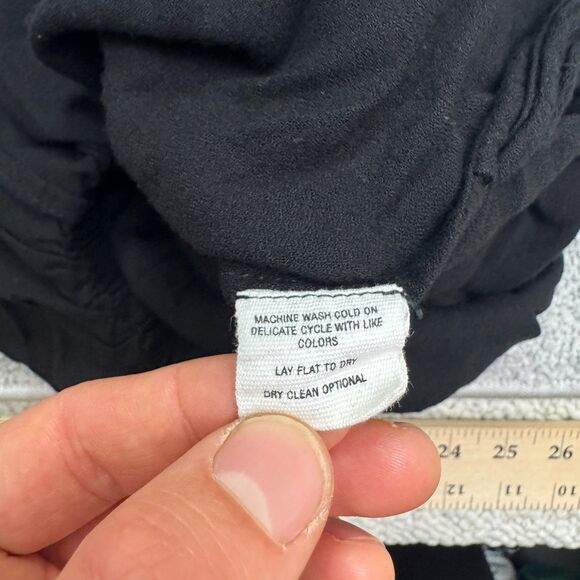 MACHINE WASH COLD ON
DELICATE CYCLE WITH LIKE
COLORS
LAY FLAT TO DRY
DRY CLEAN OPTIONAL
24 25 26
12 11 10